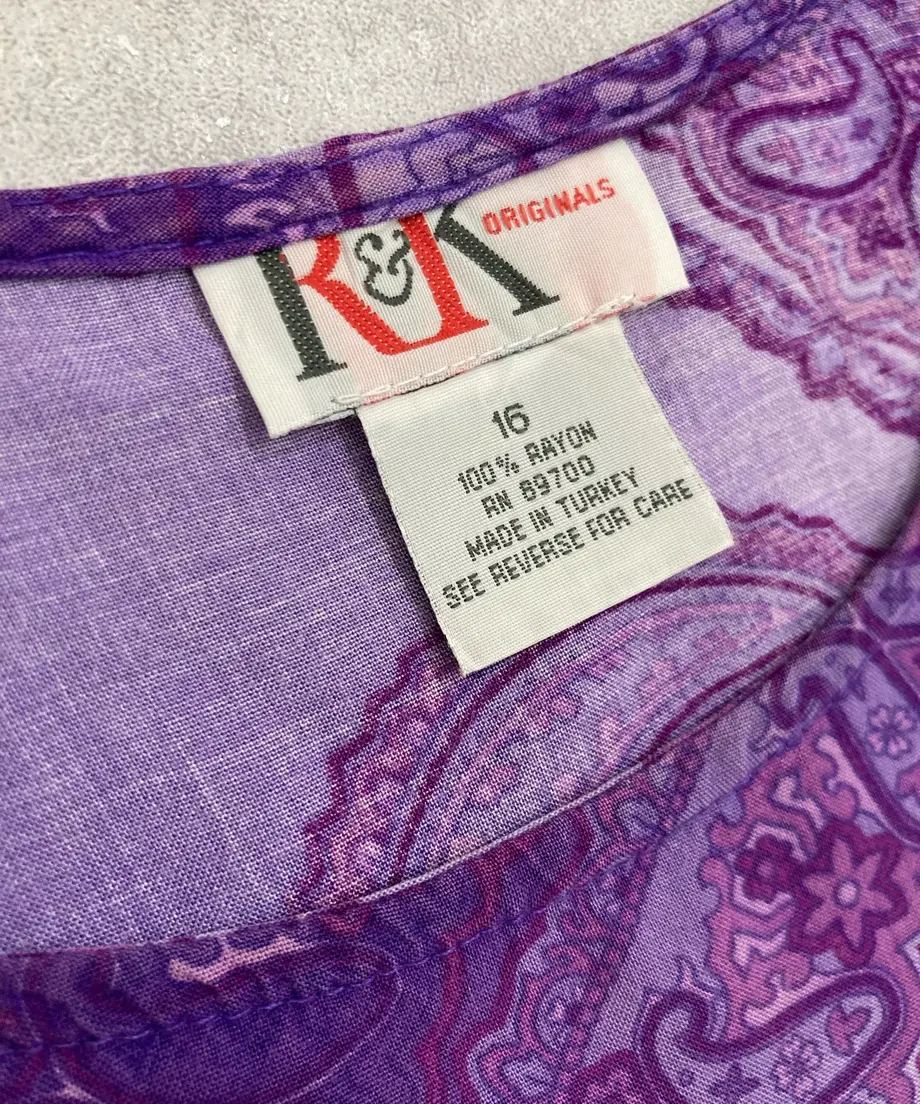 R&K ORIGINALS
16
100% RAYON
RN 89700
MADE IN TURKEY
SEE REVERSE FOR CARE